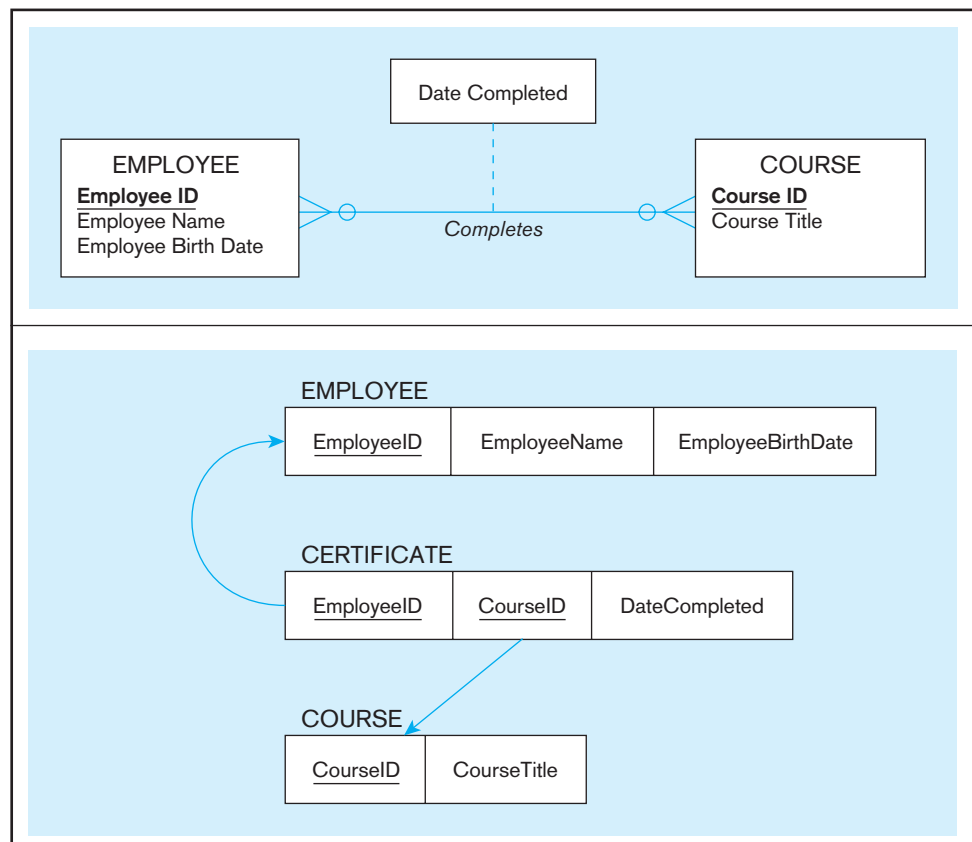 Date Completed
EMPLOYEE
Employee ID
Employee Name
Employee Birth Date
Completes
COURSE
Course ID
Course Title
EMPLOYEE
EmployeeID EmployeeName EmployeeBirthDate
CERTIFICATE
EmployeeID CourseID DateCompleted
COURSE
CourseID CourseTitle